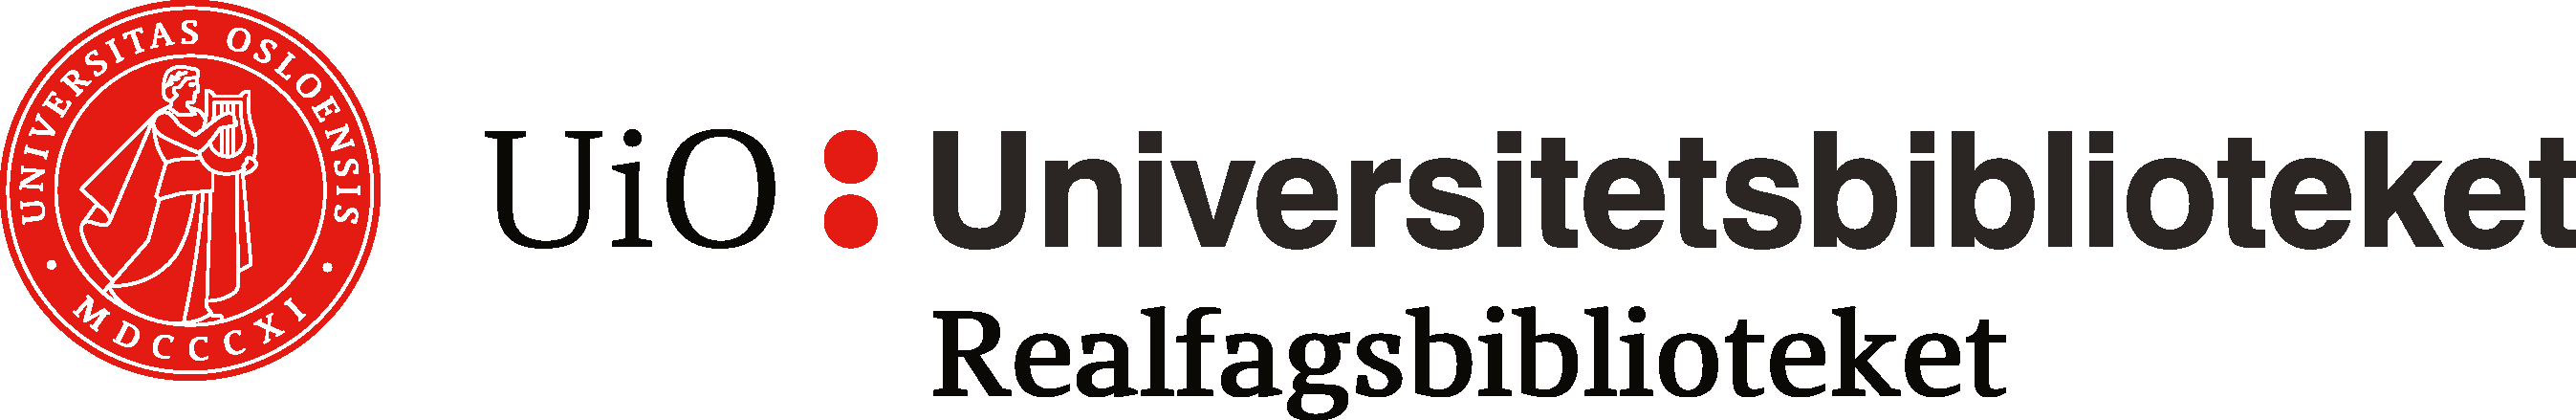 UNIVERSITAS OSLOENSIS
MDCCCXI
UiO : Universitetsbiblioteket
Realfagsbiblioteket